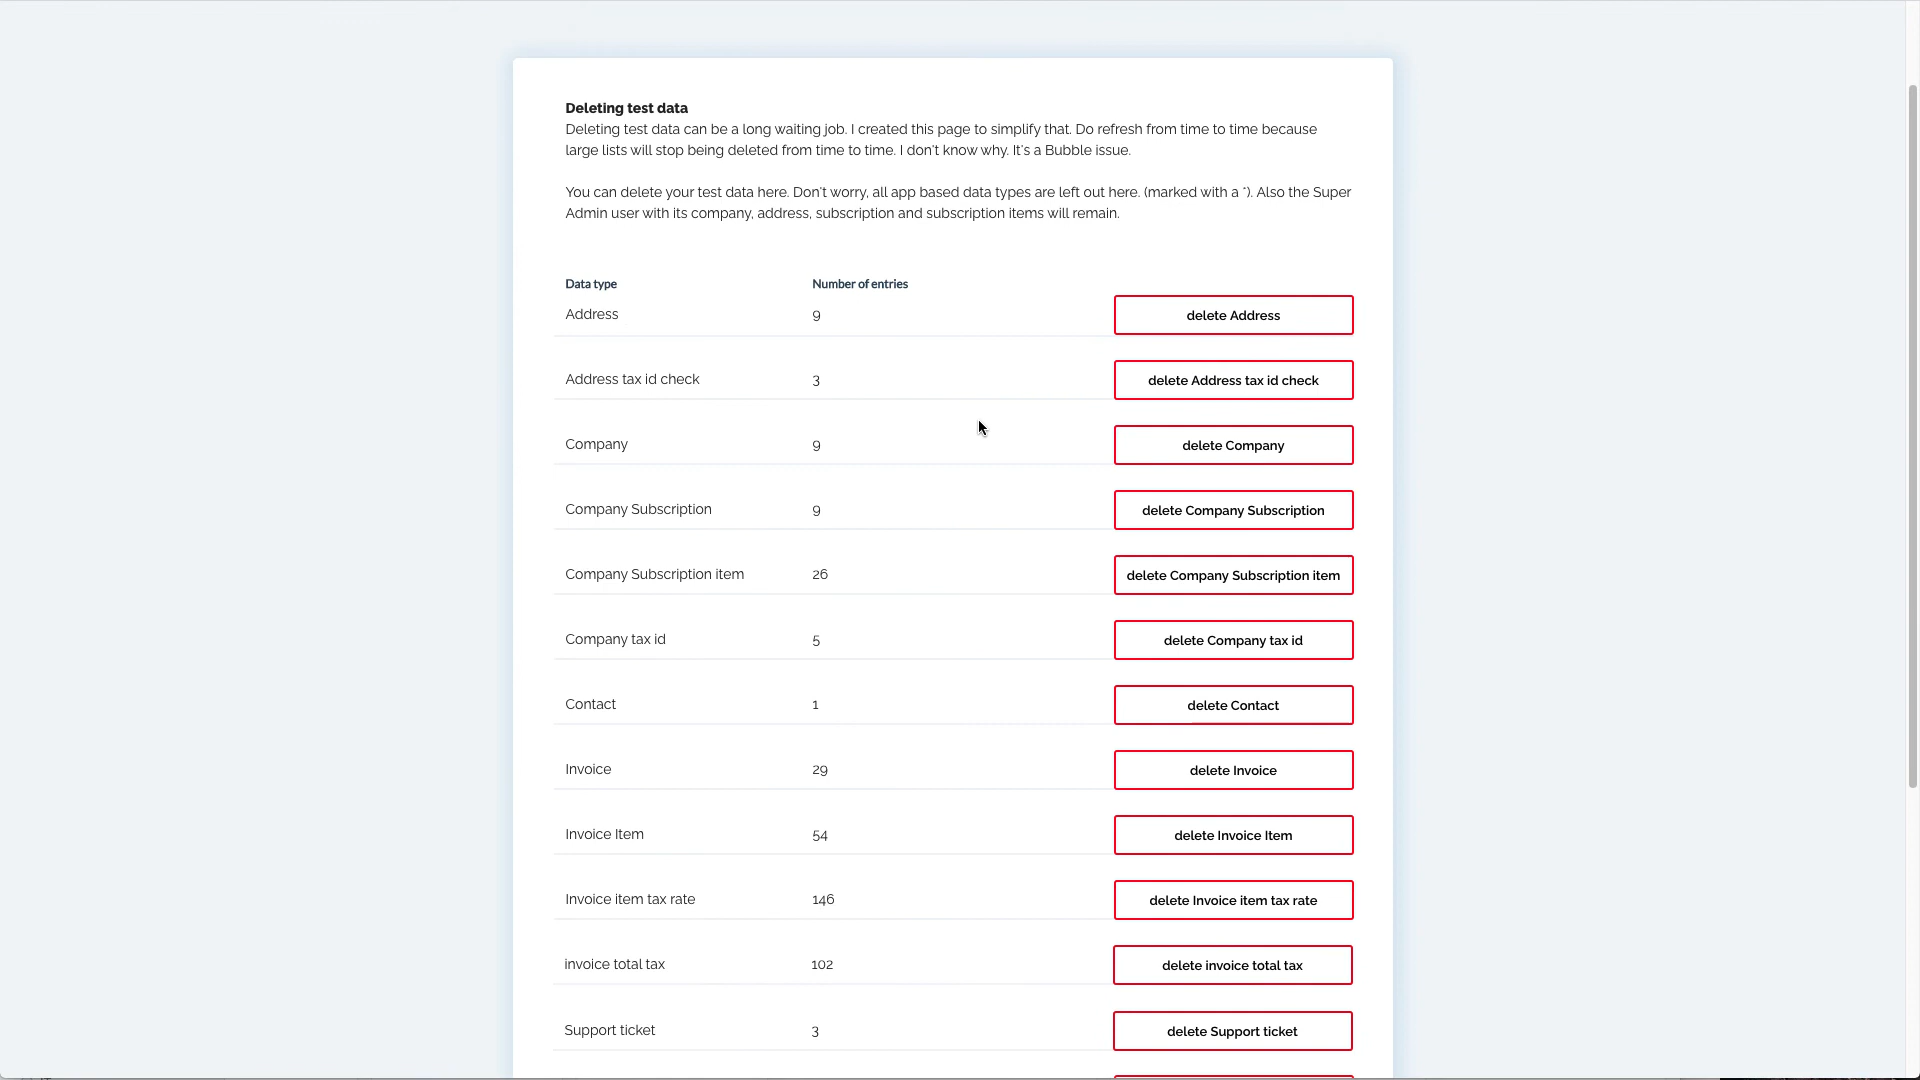 Deleting test data
Deleting test data can be a long waiting job. I created this page to simplify that. Do refresh from time to time because
large lists will stop being deleted from time to time. I don't know why. It's a Bubble issue.
You can delete your test data here. Don't worry, all app based data types are left out here. (marked with a *). Also the Super
Admin user with its company, address, subscription and subscription items will remain.
Data type Number of entries
Address 9 delete Address
Address tax id check 3 delete Address tax id check
Company 9 delete Company
Company Subscription 9 delete Company Subscription
Company Subscription item 26 delete Company Subscription item
Company tax id 5 delete Company tax id
Contact 1 delete Contact
Invoice 29 delete Invoice
Invoice Item 54 delete Invoice Item
Invoice item tax rate 146 delete Invoice item tax rate
invoice total tax 102 delete invoice total tax
Support ticket 3 delete Support ticket